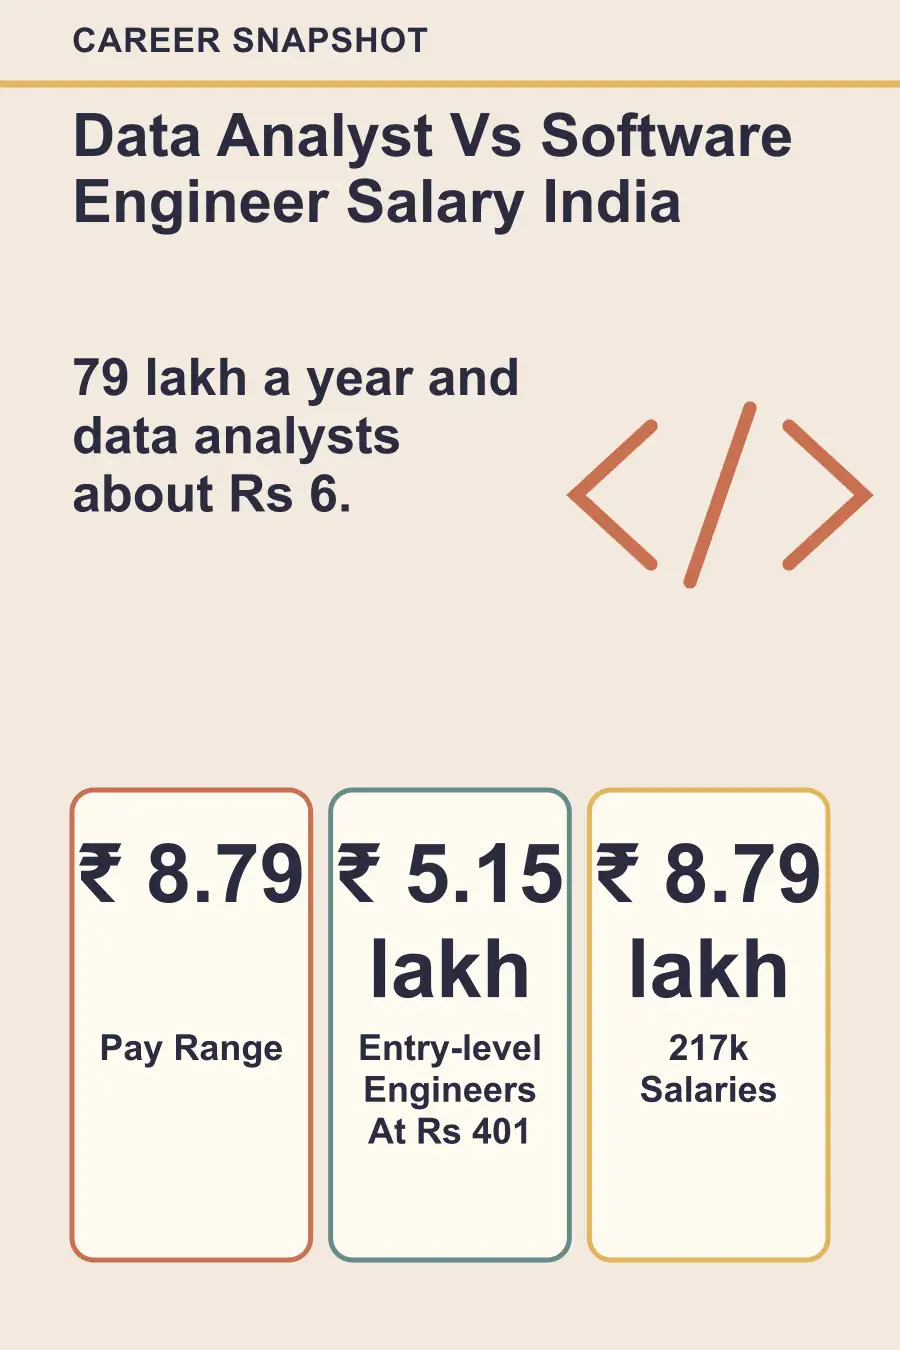 CAREER SNAPSHOT
Data Analyst Vs Software
Engineer Salary India
79 lakh a year and
data analysts
about Rs 6.
</>
₹ 8.79
Pay Range
₹ 5.15
lakh
Entry-level
Engineers
At Rs 401
₹ 8.79
lakh
217k
Salaries